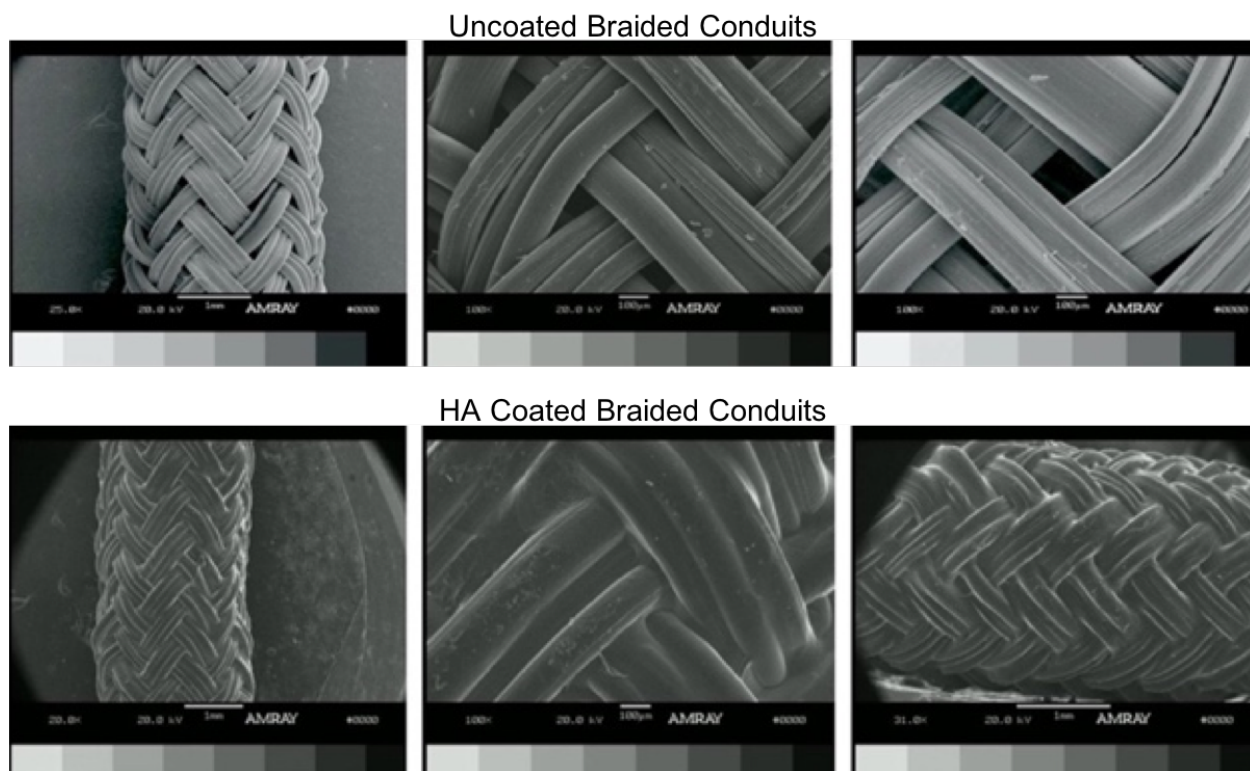 Uncoated Braided Conduits
25.0X 20.0 kV 1mm AMRAY #0000
100X 20.0 kV 100µm AMRAY #0000
100X 20.0 kV 100µm AMRAY #0000
HA Coated Braided Conduits
20.0X 20.0 kV 1mm AMRAY #0000
100X 20.0 kV 100µm AMRAY #0000
31.0X 20.0 kV 1mm AMRAY #0000